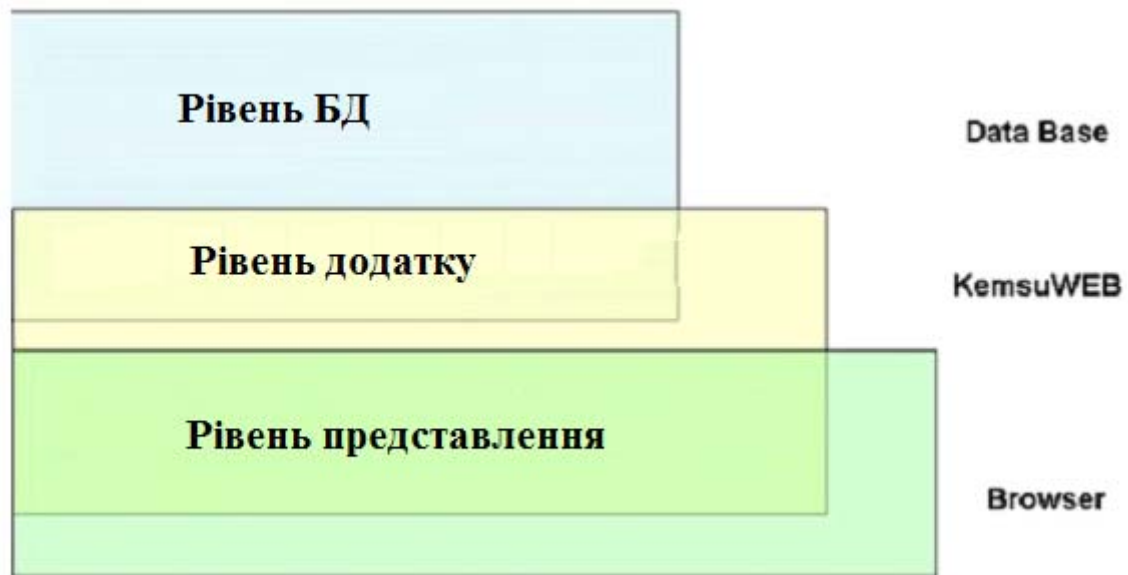 Рівень БД
Data Base
Рівень додатку
KemsuWEB
Рівень представлення
Browser